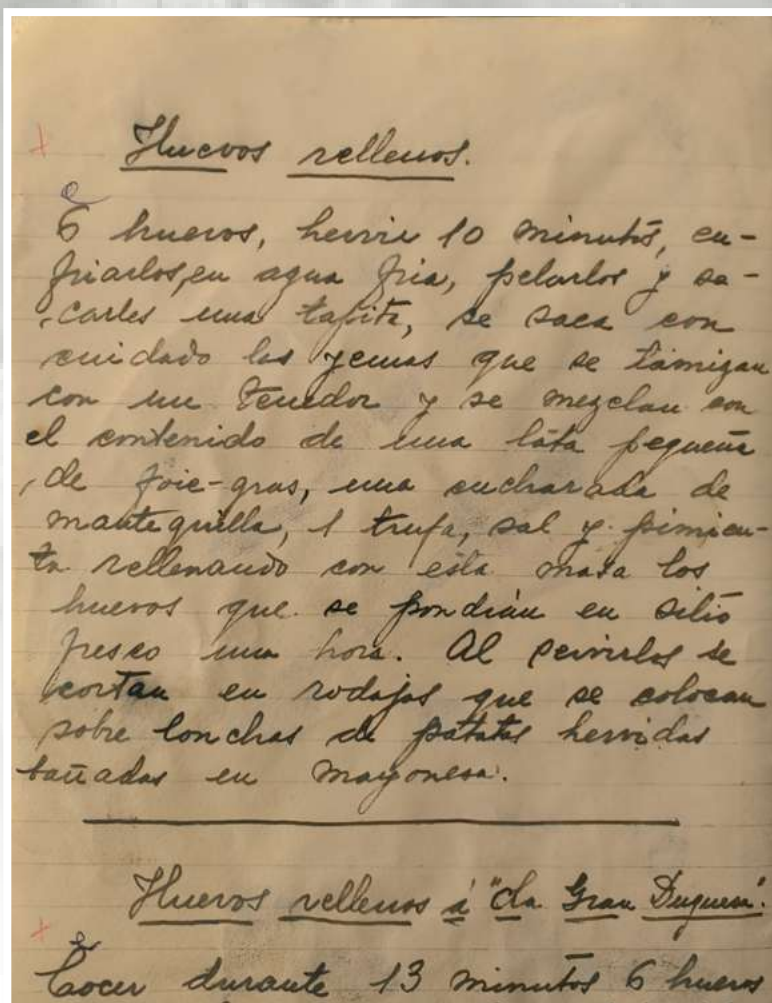 Huevos rellenos.
6 huevos, hervir 10 minutos, en-
friarlos, en agua fria, pelarlos y sa-
carles una tapita, se saca con
cuidado las yemas que se tamizan
con un tenedor y se mezclan con
el contenido de una lata pequeña
de foie-gras, una cucharada de
mantequilla, 1 trufa, sal y pimien-
ta rellenando con esta masa los
huevos que se pondrán en sitio
fresco una hora. Al servirlos se
cortan en rodajas que se colocan
sobre lonchas de patatas hervidas
bañadas en mayonesa.
Huevos rellenos á "la Gran Duquesa".
Cocer durante 13 minutos 6 huevos